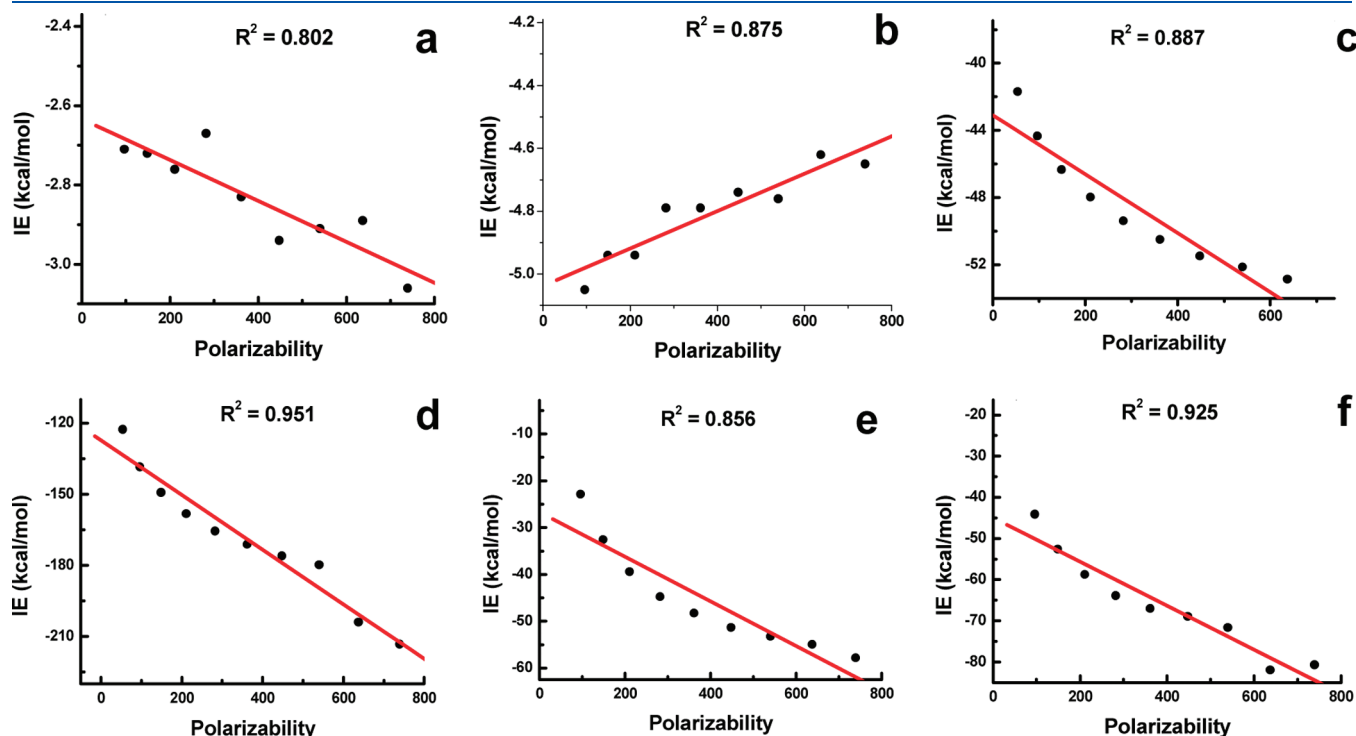 R² = 0.802
a
-2.4
-2.6
-2.8
-3.0
IE (kcal/mol)
0 200 400 600 800
Polarizability
R² = 0.875
b
-4.2
-4.4
-4.6
-4.8
-5.0
IE (kcal/mol)
0 200 400 600 800
Polarizability
R² = 0.887
c
-40
-44
-48
-52
IE (kcal/mol)
0 200 400 600
Polarizability
R² = 0.951
d
-120
-150
-180
-210
IE (kcal/mol)
0 200 400 600 800
Polarizability
R² = 0.856
e
-10
-20
-30
-40
-50
-60
IE (kcal/mol)
0 200 400 600 800
Polarizability
R² = 0.925
f
-20
-30
-40
-50
-60
-70
-80
IE (kcal/mol)
0 200 400 600 800
Polarizability